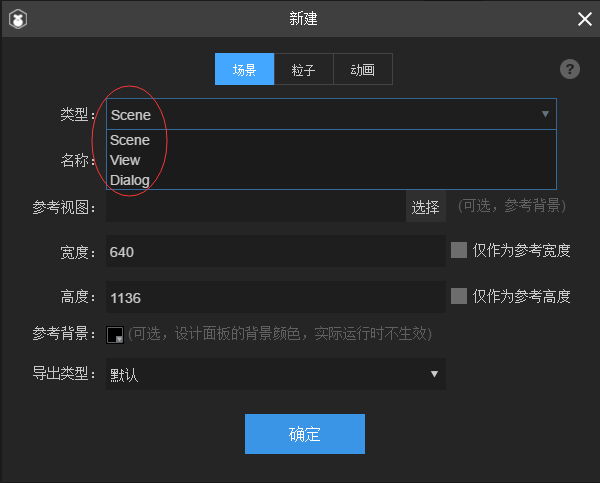 新建
场景 粒子 动画
?
类型： Scene
Scene
名称： View
Dialog
参考视图： 选择 (可选，参考背景)
宽度： 640 仅作为参考宽度
高度： 1136 仅作为参考高度
参考背景： (可选，设计面板的背景颜色，实际运行时不生效)
导出类型： 默认
确定